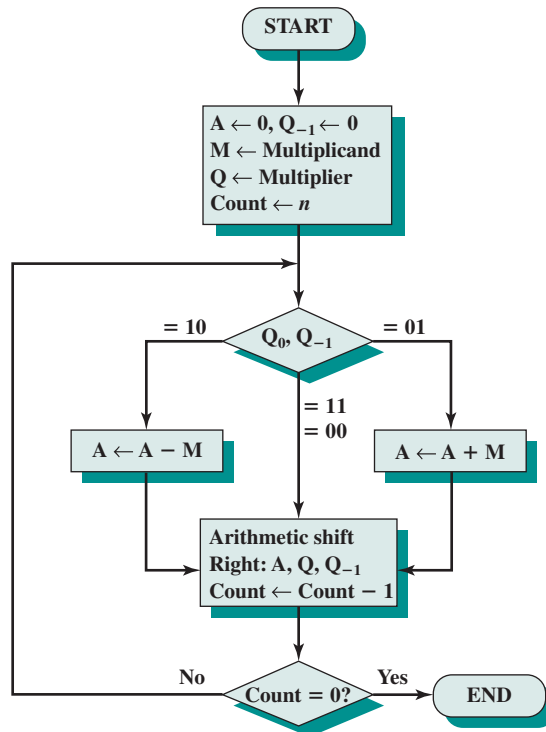 START
A ← 0, Q₋₁ ← 0
M ← Multiplicand
Q ← Multiplier
Count ← n
= 10
Q₀, Q₋₁
= 01
= 11
= 00
A ← A − M
A ← A + M
Arithmetic shift
Right: A, Q, Q₋₁
Count ← Count − 1
No
Count = 0?
Yes
END